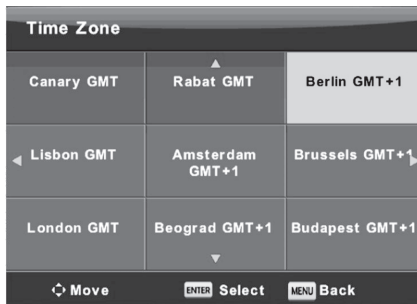 Time Zone
Canary GMT
Rabat GMT
Berlin GMT+1
Lisbon GMT
Amsterdam
GMT+1
Brussels GMT+1
London GMT
Beograd GMT+1
Budapest GMT+1
Move
ENTER Select
MENU Back